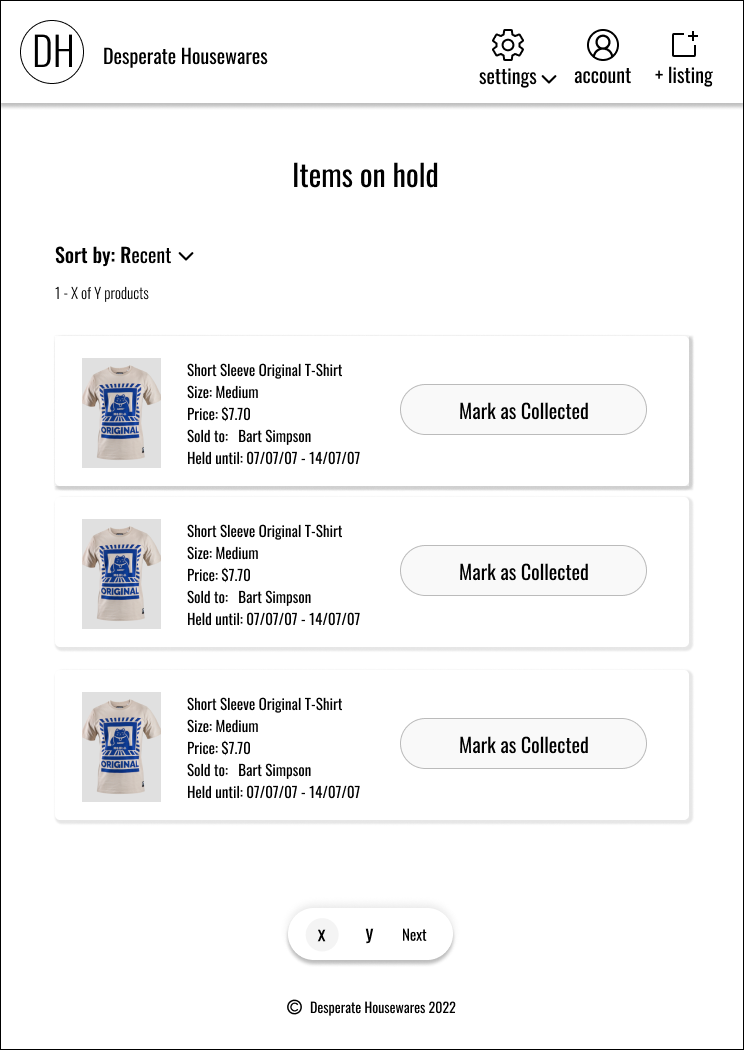 DH
Desperate Housewares
settings
account
+ listing
Items on hold
Sort by: Recent
1 - X of Y products
Short Sleeve Original T-Shirt
Size: Medium
Price: $7.70
Sold to: Bart Simpson
Held until: 07/07/07 - 14/07/07
Mark as Collected
ORIGINAL
Short Sleeve Original T-Shirt
Size: Medium
Price: $7.70
Sold to: Bart Simpson
Held until: 07/07/07 - 14/07/07
Mark as Collected
ORIGINAL
Short Sleeve Original T-Shirt
Size: Medium
Price: $7.70
Sold to: Bart Simpson
Held until: 07/07/07 - 14/07/07
Mark as Collected
ORIGINAL
x y Next
© Desperate Housewares 2022